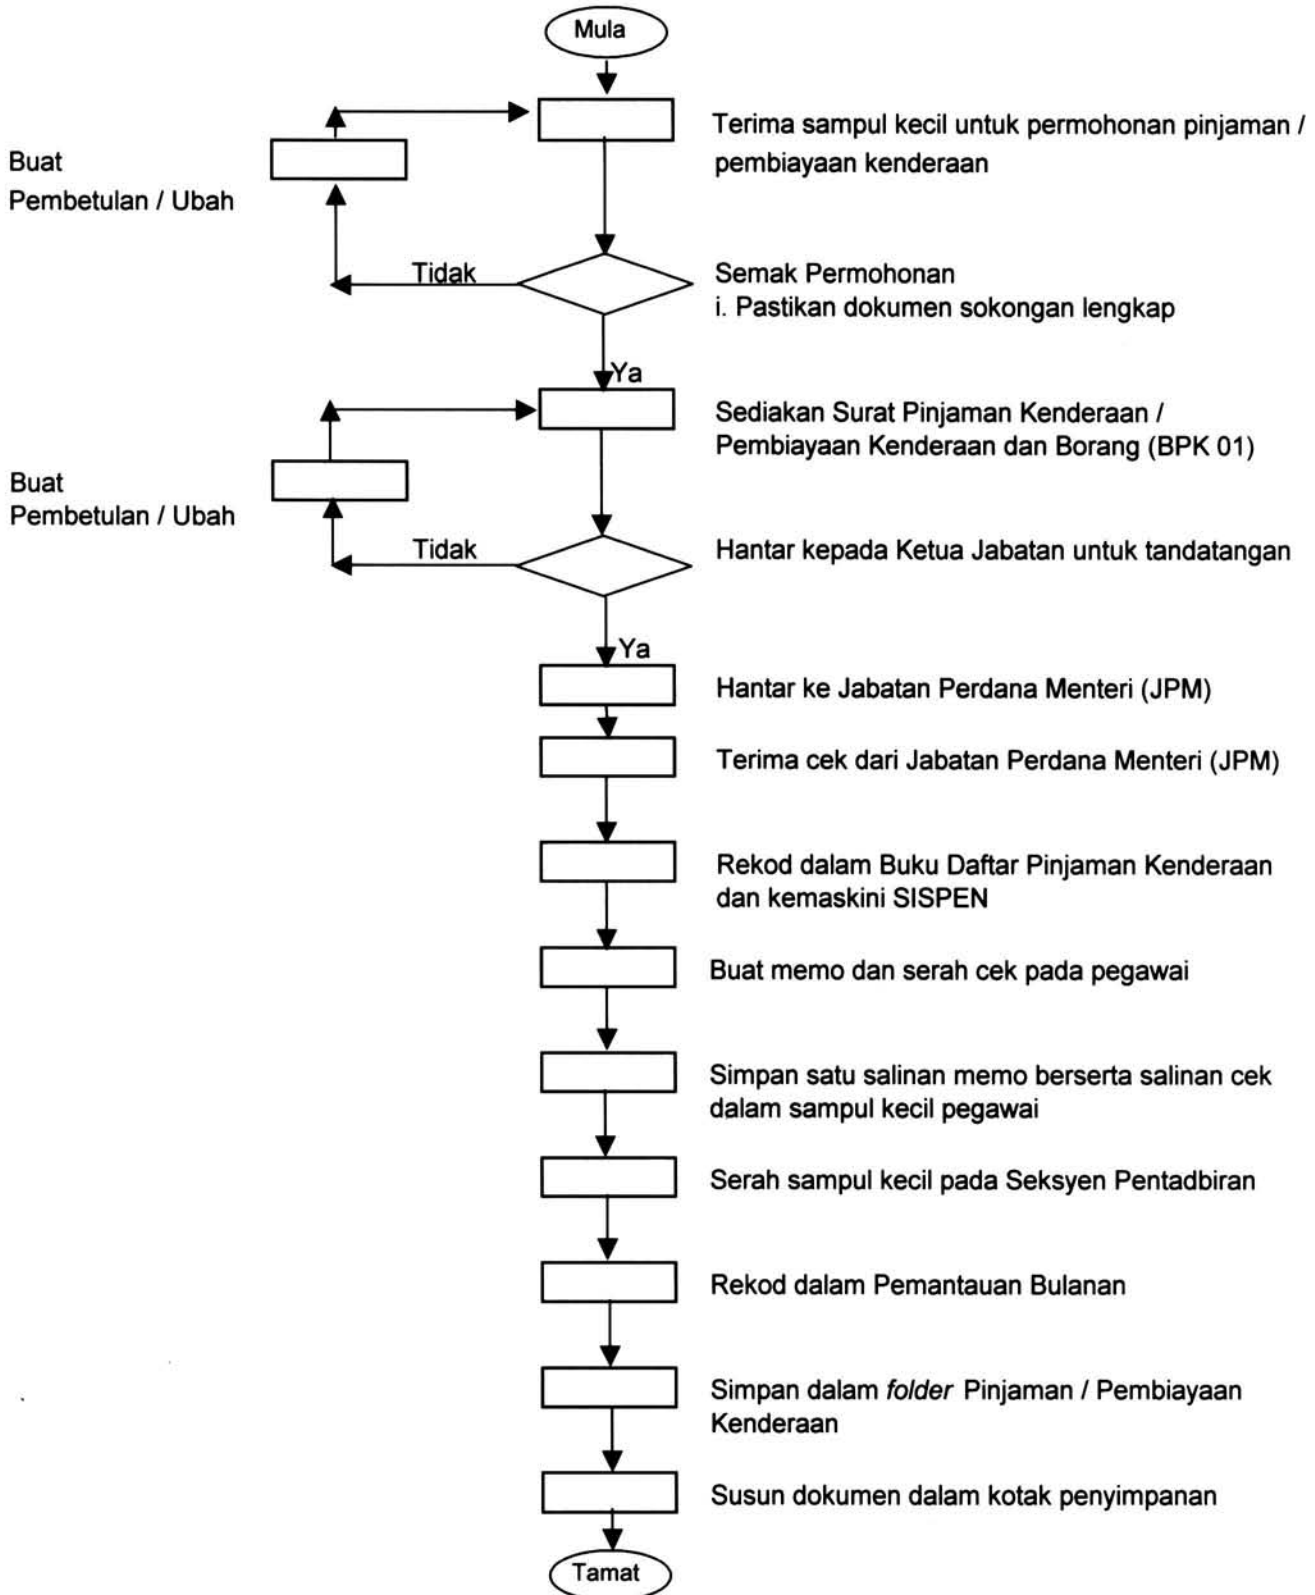 Mula
Terima sampul kecil untuk permohonan pinjaman /
pembiayaan kenderaan
Buat
Pembetulan / Ubah
Tidak
Semak Permohonan
i. Pastikan dokumen sokongan lengkap
Ya
Sediakan Surat Pinjaman Kenderaan /
Pembiayaan Kenderaan dan Borang (BPK 01)
Buat
Pembetulan / Ubah
Tidak
Hantar kepada Ketua Jabatan untuk tandatangan
Ya
Hantar ke Jabatan Perdana Menteri (JPM)
Terima cek dari Jabatan Perdana Menteri (JPM)
Rekod dalam Buku Daftar Pinjaman Kenderaan
dan kemaskini SISPEN
Buat memo dan serah cek pada pegawai
Simpan satu salinan memo berserta salinan cek
dalam sampul kecil pegawai
Serah sampul kecil pada Seksyen Pentadbiran
Rekod dalam Pemantauan Bulanan
Simpan dalam folder Pinjaman / Pembiayaan
Kenderaan
Susun dokumen dalam kotak penyimpanan
Tamat